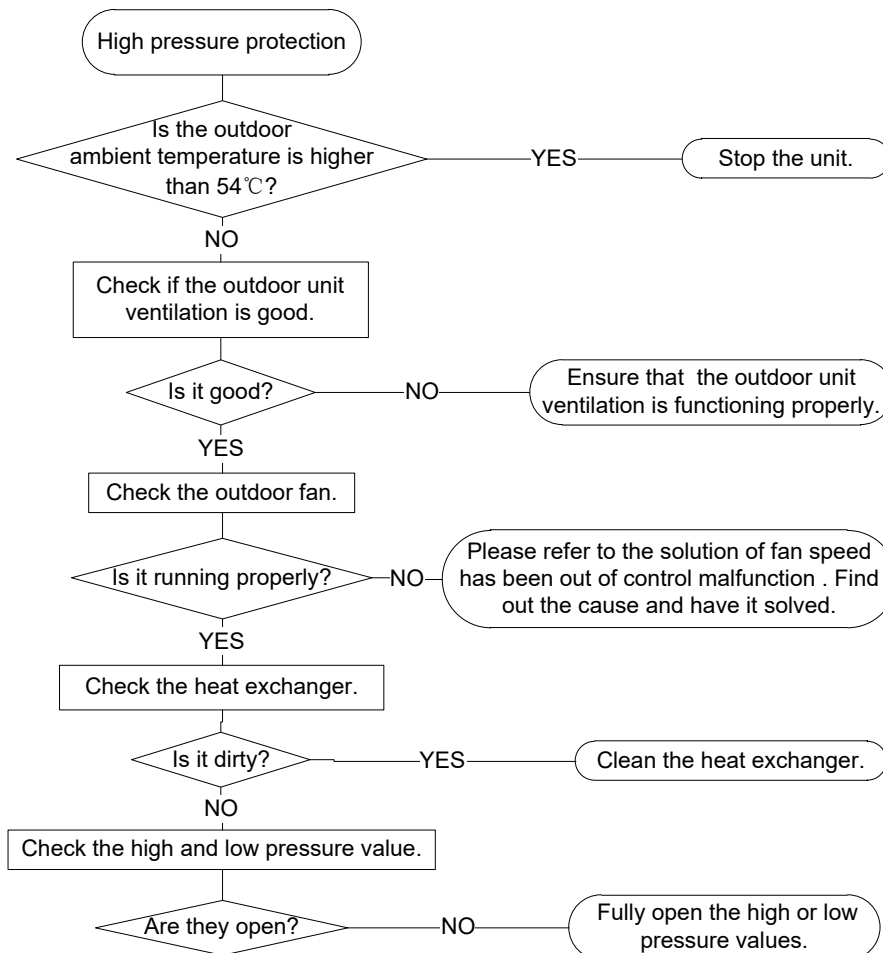 High pressure protection
Is the outdoor
ambient temperature is higher
than 54℃?
YES
Stop the unit.
NO
Check if the outdoor unit
ventilation is good.
Is it good?
NO
Ensure that  the outdoor unit
ventilation is functioning properly.
YES
Check the outdoor fan.
Is it running properly?
NO
Please refer to the solution of fan speed
has been out of control malfunction . Find
out the cause and have it solved.
YES
Check the heat exchanger.
Is it dirty?
YES
Clean the heat exchanger.
NO
Check the high and low pressure value.
Are they open?
NO
Fully open the high or low
pressure values.